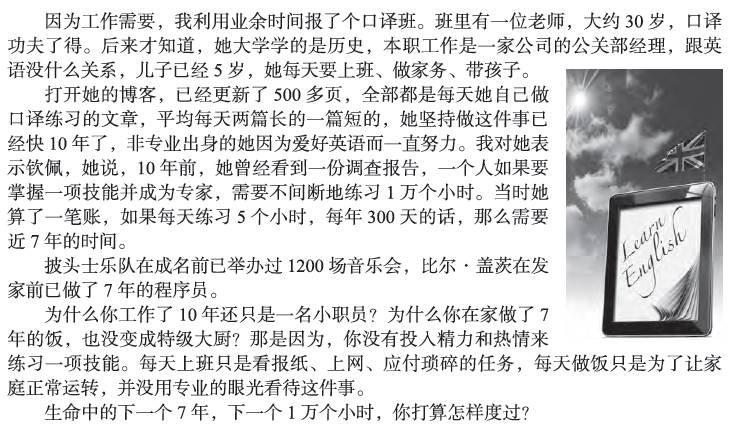 因为工作需要，我利用业余时间报了个口译班。班里有一位老师，大约 30 岁，口译
功夫了得。后来才知道，她大学学的是历史，本职工作是一家公司的公关部经理，跟英
语没什么关系，儿子已经 5 岁，她每天要上班、做家务、带孩子。
打开她的博客，已经更新了 500 多页，全部都是每天她自己做
口译练习的文章，平均每天两篇长的一篇短的，她坚持做这件事已
经快 10 年了，非专业出身的她因为爱好英语而一直努力。我对她表
示钦佩，她说，10 年前，她曾经看到一份调查报告，一个人如果要
掌握一项技能并成为专家，需要不间断地练习 1 万个小时。当时她
算了一笔账，如果每天练习 5 个小时，每年 300 天的话，那么需要
近 7 年的时间。
披头士乐队在成名前已举办过 1200 场音乐会，比尔·盖茨在发
家前已做了 7 年的程序员。
为什么你工作了 10 年还只是一名小职员？为什么你在家做了 7
年的饭，也没变成特级大厨？那是因为，你没有投入精力和热情来
练习一项技能。每天上班只是看报纸、上网、应付琐碎的任务，每天做饭只是为了让家
庭正常运转，并没用专业的眼光看待这件事。
生命中的下一个 7 年，下一个 1 万个小时，你打算怎样度过？
Learn
English